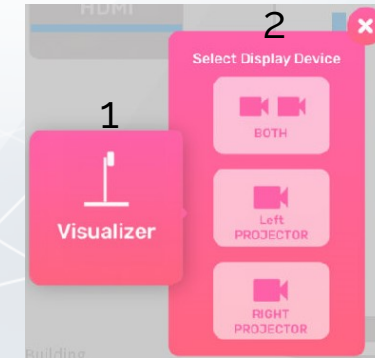 HDMI
2
Select Display Device
BOTH
1
Visualizer
Left
PROJECTOR
RIGHT
PROJECTOR
Building